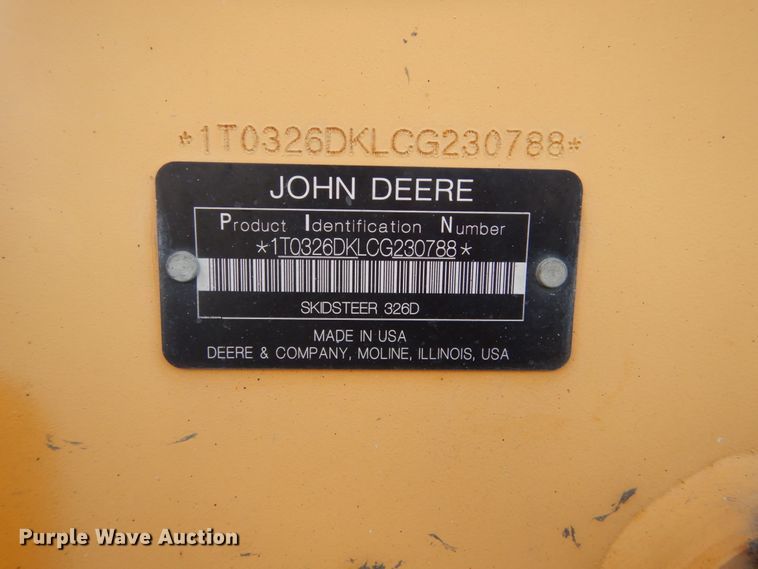 *1T0326DKLCG230788*
JOHN DEERE
Product Identification Number
*1T0326DKLCG230788*
SKIDSTEER 326D
MADE IN USA
DEERE & COMPANY, MOLINE, ILLINOIS, USA
Purple Wave Auction